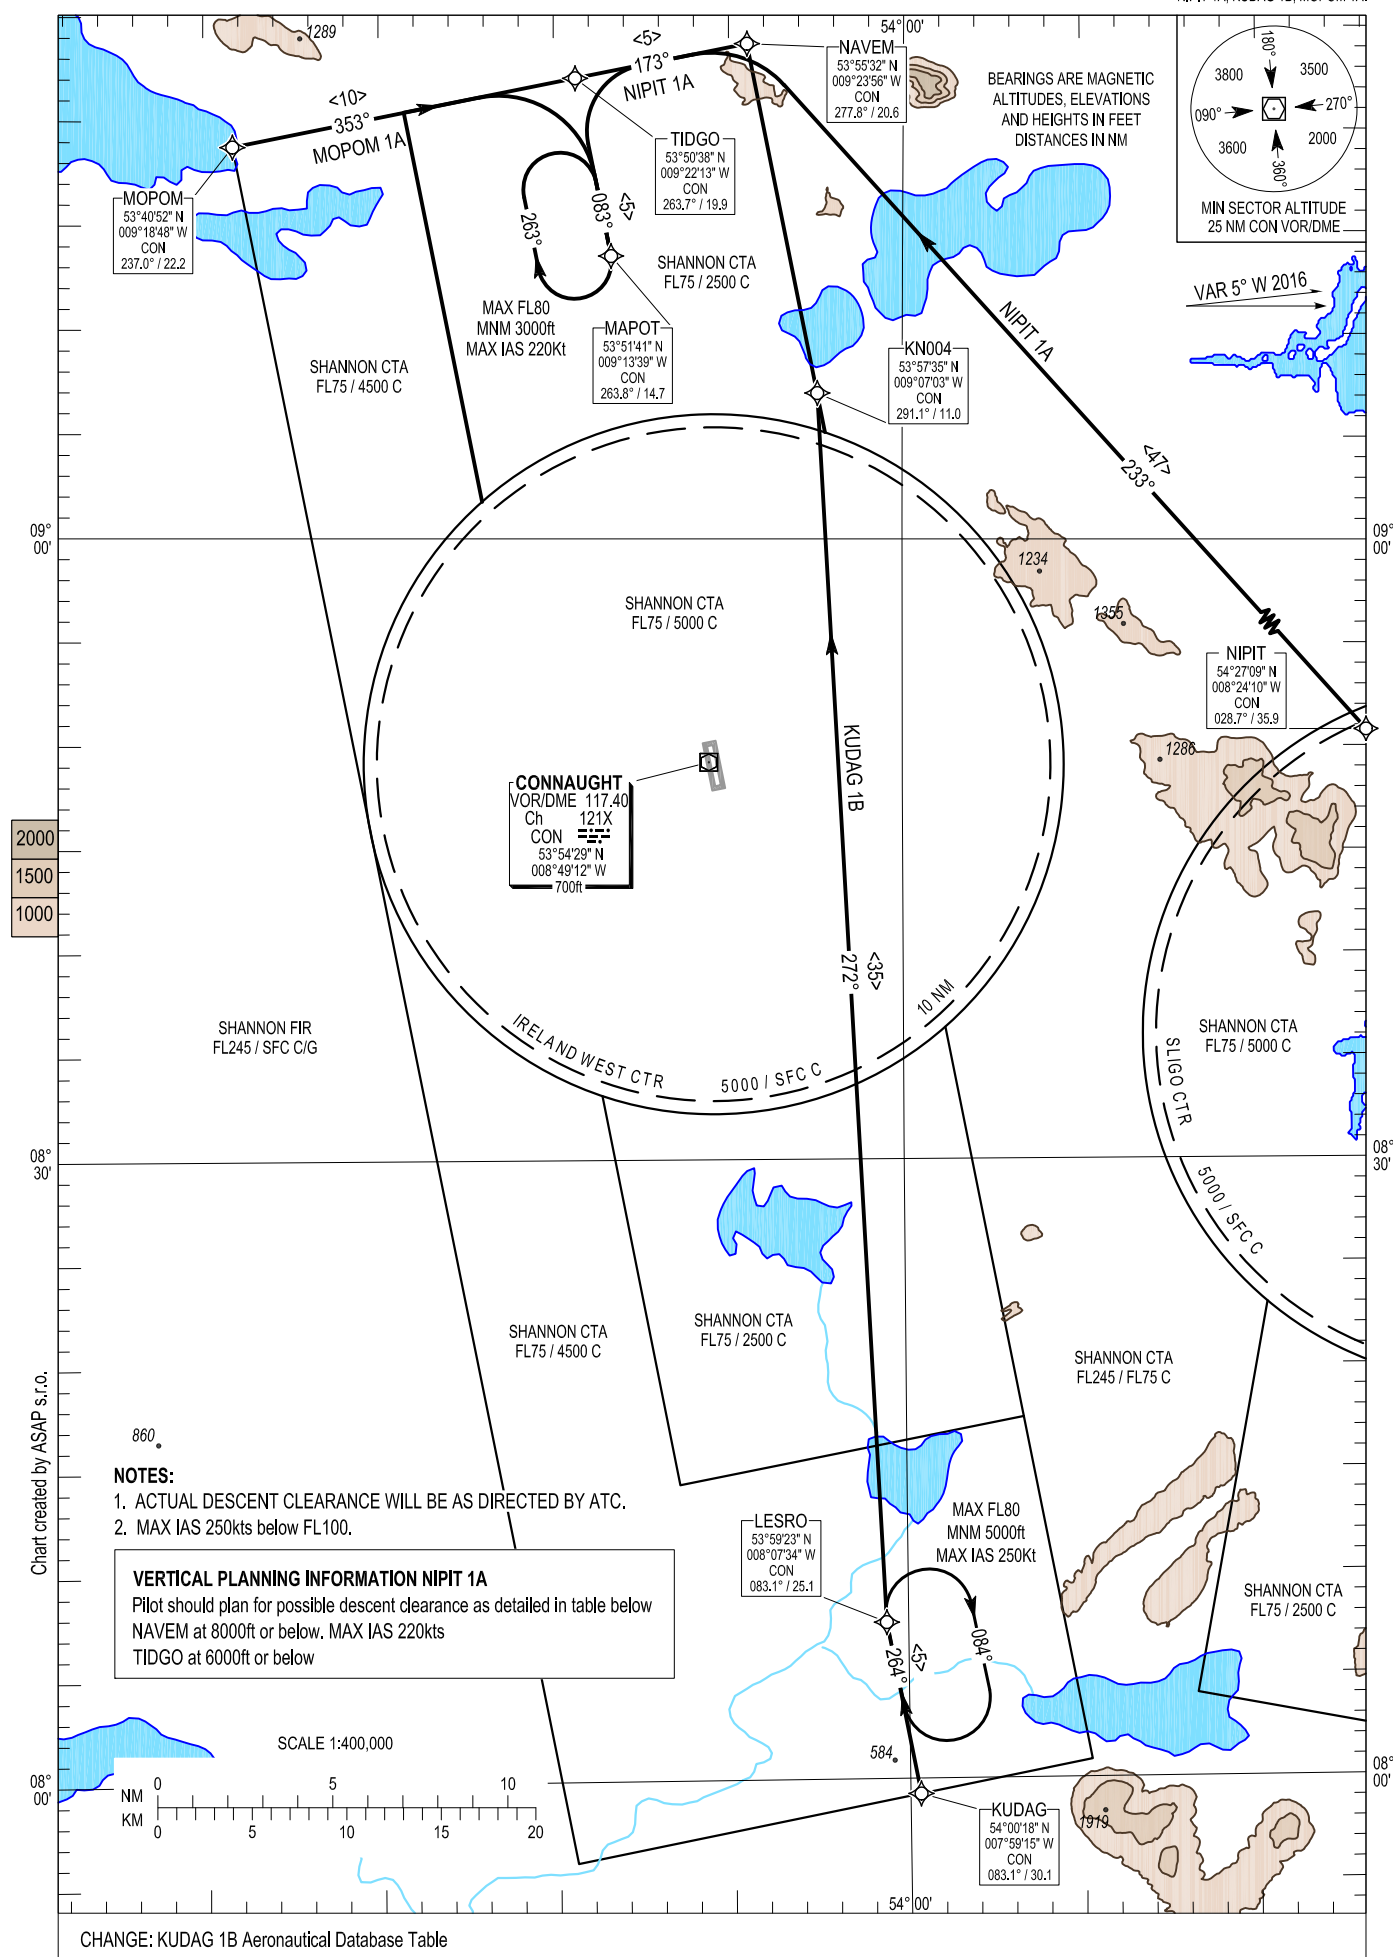 1289
<5>
173°
NIPIT 1A
<10>
353°
MOPOM 1A
54° 00'
NAVEM
53°55'32" N
009°23'56" W
CON
277.8° / 20.6
BEARINGS ARE MAGNETIC
ALTITUDES, ELEVATIONS
AND HEIGHTS IN FEET
DISTANCES IN NM
180°
3800
3500
090°
270°
3600
2000
360°
MIN SECTOR ALTITUDE
25 NM CON VOR/DME
VAR 5° W 2016
MOPOM
53°40'52" N
009°18'48" W
CON
237.0° / 22.2
TIDGO
53°50'38" N
009°22'13" W
CON
263.7° / 19.9
263°
083°
<5>
SHANNON CTA
FL75 / 2500 C
MAX FL80
MNM 3000ft
MAX IAS 220Kt
MAPOT
53°51'41" N
009°13'39" W
CON
263.8° / 14.7
SHANNON CTA
FL75 / 4500 C
KN004
53°57'35" N
009°07'03" W
CON
291.1° / 11.0
NIPIT 1A
<47>
233°
09°
00'
09°
00'
1234
1355
SHANNON CTA
FL75 / 5000 C
NIPIT
54°27'09" N
008°24'10" W
CON
028.7° / 35.9
1286
KUDAG 1B
CONNAUGHT
VOR/DME 117.40
Ch 121X
CON
53°54'29" N
008°49'12" W
700ft
2000
1500
1000
<35>
272°
10 NM
IRELAND WEST CTR
5000 / SFC C
SHANNON FIR
FL245 / SFC C/G
SHANNON CTA
FL75 / 5000 C
SLIGO CTR
5000 / SFC C
08°
30'
08°
30'
SHANNON CTA
FL75 / 4500 C
SHANNON CTA
FL75 / 2500 C
SHANNON CTA
FL245 / FL75 C
860
Chart created by ASAP s.r.o.
NOTES:
1. ACTUAL DESCENT CLEARANCE WILL BE AS DIRECTED BY ATC.
2. MAX IAS 250kts below FL100.
LESRO
53°59'23" N
008°07'34" W
CON
083.1° / 25.1
MAX FL80
MNM 5000ft
MAX IAS 250Kt
SHANNON CTA
FL75 / 2500 C
VERTICAL PLANNING INFORMATION NIPIT 1A
Pilot should plan for possible descent clearance as detailed in table below
NAVEM at 8000ft or below. MAX IAS 220kts
TIDGO at 6000ft or below
264°
<5>
084°
584
SCALE 1:400,000
NM 0 5 10
KM 0 5 10 15 20
08°
00'
08°
00'
KUDAG
54°00'18" N
007°59'15" W
CON
083.1° / 30.1
1919
54° 00'
CHANGE: KUDAG 1B Aeronautical Database Table